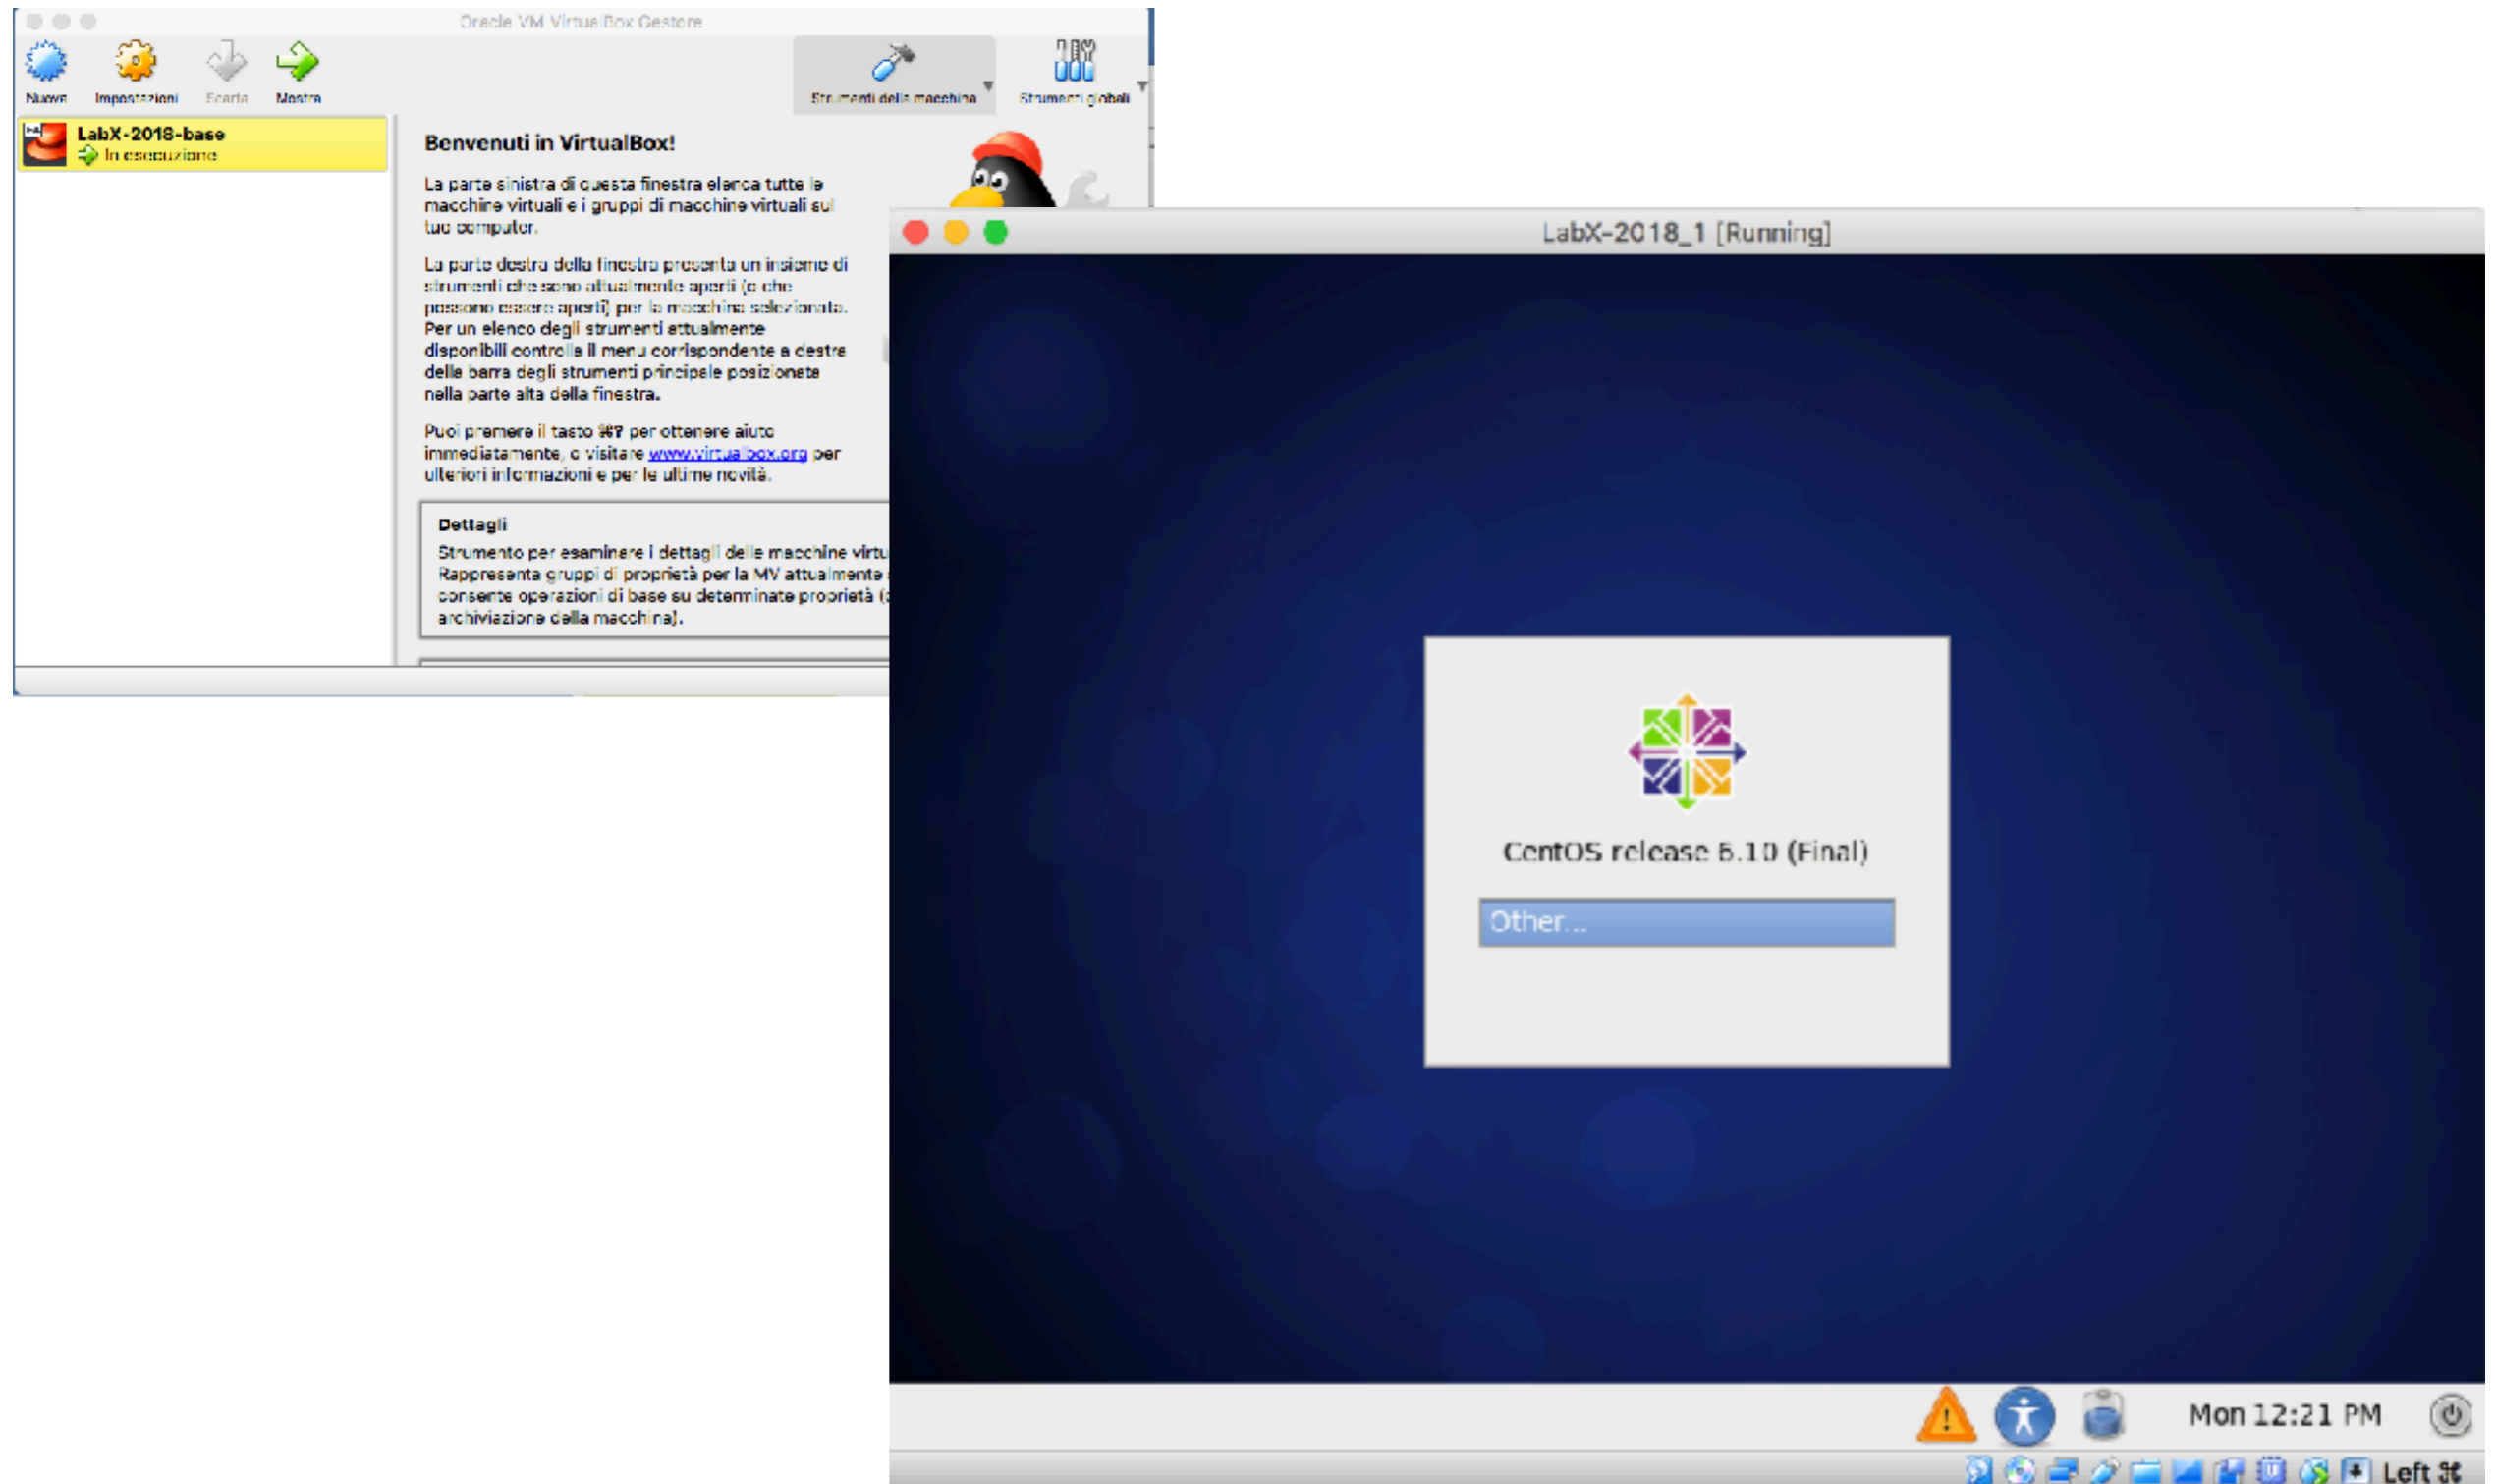 Oracle VM VirtualBox Gestore
Nuova Impostazioni Scarta Mostra
Strumenti della macchina Strumenti globali
LabX-2018-base
In esecuzione
Benvenuti in VirtualBox!
La parte sinistra di questa finestra elenca tutte le
macchine virtuali e i gruppi di macchine virtuali sul
tuo computer.
La parte destra della finestra presenta un insieme di
strumenti che sono attualmente aperti (o che
possono essere aperti) per la macchina selezionata.
Per un elenco degli strumenti attualmente
disponibili controlla il menu corrispondente a destra
della barra degli strumenti principale posizionata
nella parte alta della finestra.
Puoi premere il tasto ⌘? per ottenere aiuto
immediatamente, o visitare www.virtualbox.org per
ulteriori informazioni e per le ultime novità.
Dettagli
Strumento per esaminare i dettagli delle macchine virtu
Rappresenta gruppi di proprietà per la MV attualmente
consente operazioni di base su determinate proprietà (
archiviazione della macchina).
LabX-2018_1 [Running]
CentOS release 6.10 (Final)
Other...
Mon 12:21 PM
Left ⌘